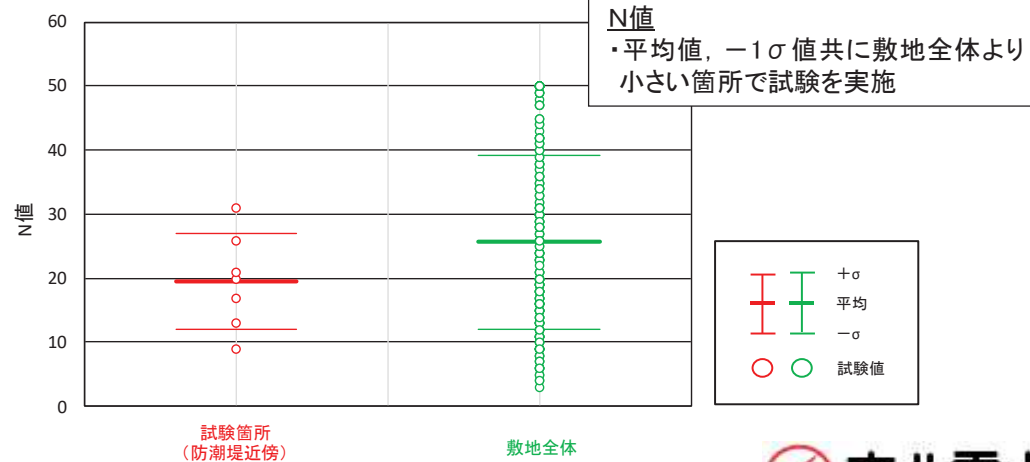 N値
・平均値，－1σ値共に敷地全体より
小さい箇所で試験を実施
60
50
40
30
20
10
0
N値
試験箇所
（防潮堤近傍）
敷地全体
＋σ
平均
－σ
試験値